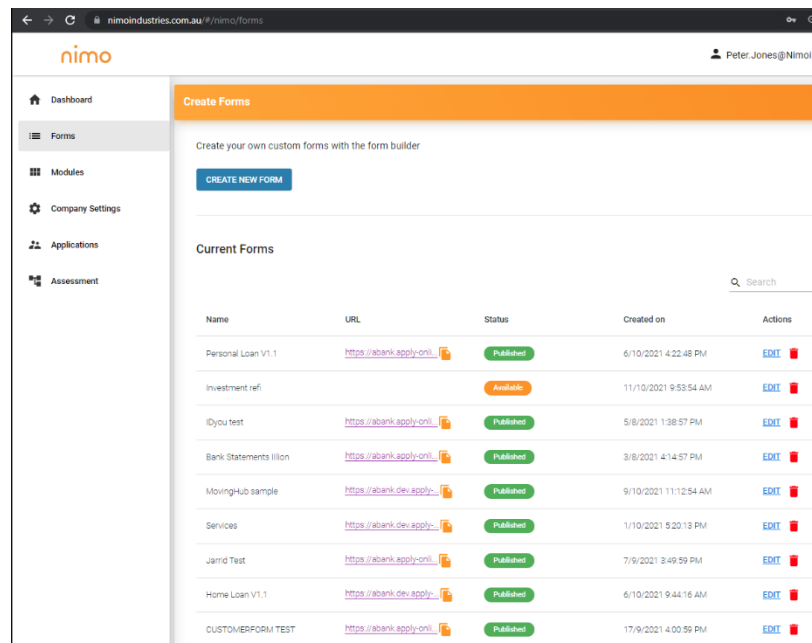 nimoindustries.com.au/#/nimo/forms
nimo
Peter.Jones@Nimoi
Dashboard
Forms
Modules
Company Settings
Applications
Assessment
Create Forms
Create your own custom forms with the form builder
CREATE NEW FORM
Current Forms
Search
Name URL Status Created on Actions
Personal Loan V1.1 https://abank.apply-onli... Published 6/10/2021 4:22:48 PM EDIT
Investment refi Available 11/10/2021 9:53:54 AM EDIT
IDyou test https://abank.apply-onli... Published 5/8/2021 1:38:57 PM EDIT
Bank Statements Illion https://abank.apply-onli... Published 3/8/2021 4:14:57 PM EDIT
MovingHub sample https://abank.dev.apply-... Published 9/10/2021 11:12:54 AM EDIT
Services https://abank.dev.apply-... Published 1/10/2021 5:20:13 PM EDIT
Jarrid Test https://abank.apply-onli... Published 7/9/2021 3:49:59 PM EDIT
Home Loan V1.1 https://abank.dev.apply-... Published 6/10/2021 9:44:16 AM EDIT
CUSTOMERFORM TEST https://abank.apply-onli... Published 17/9/2021 4:00:59 PM EDIT